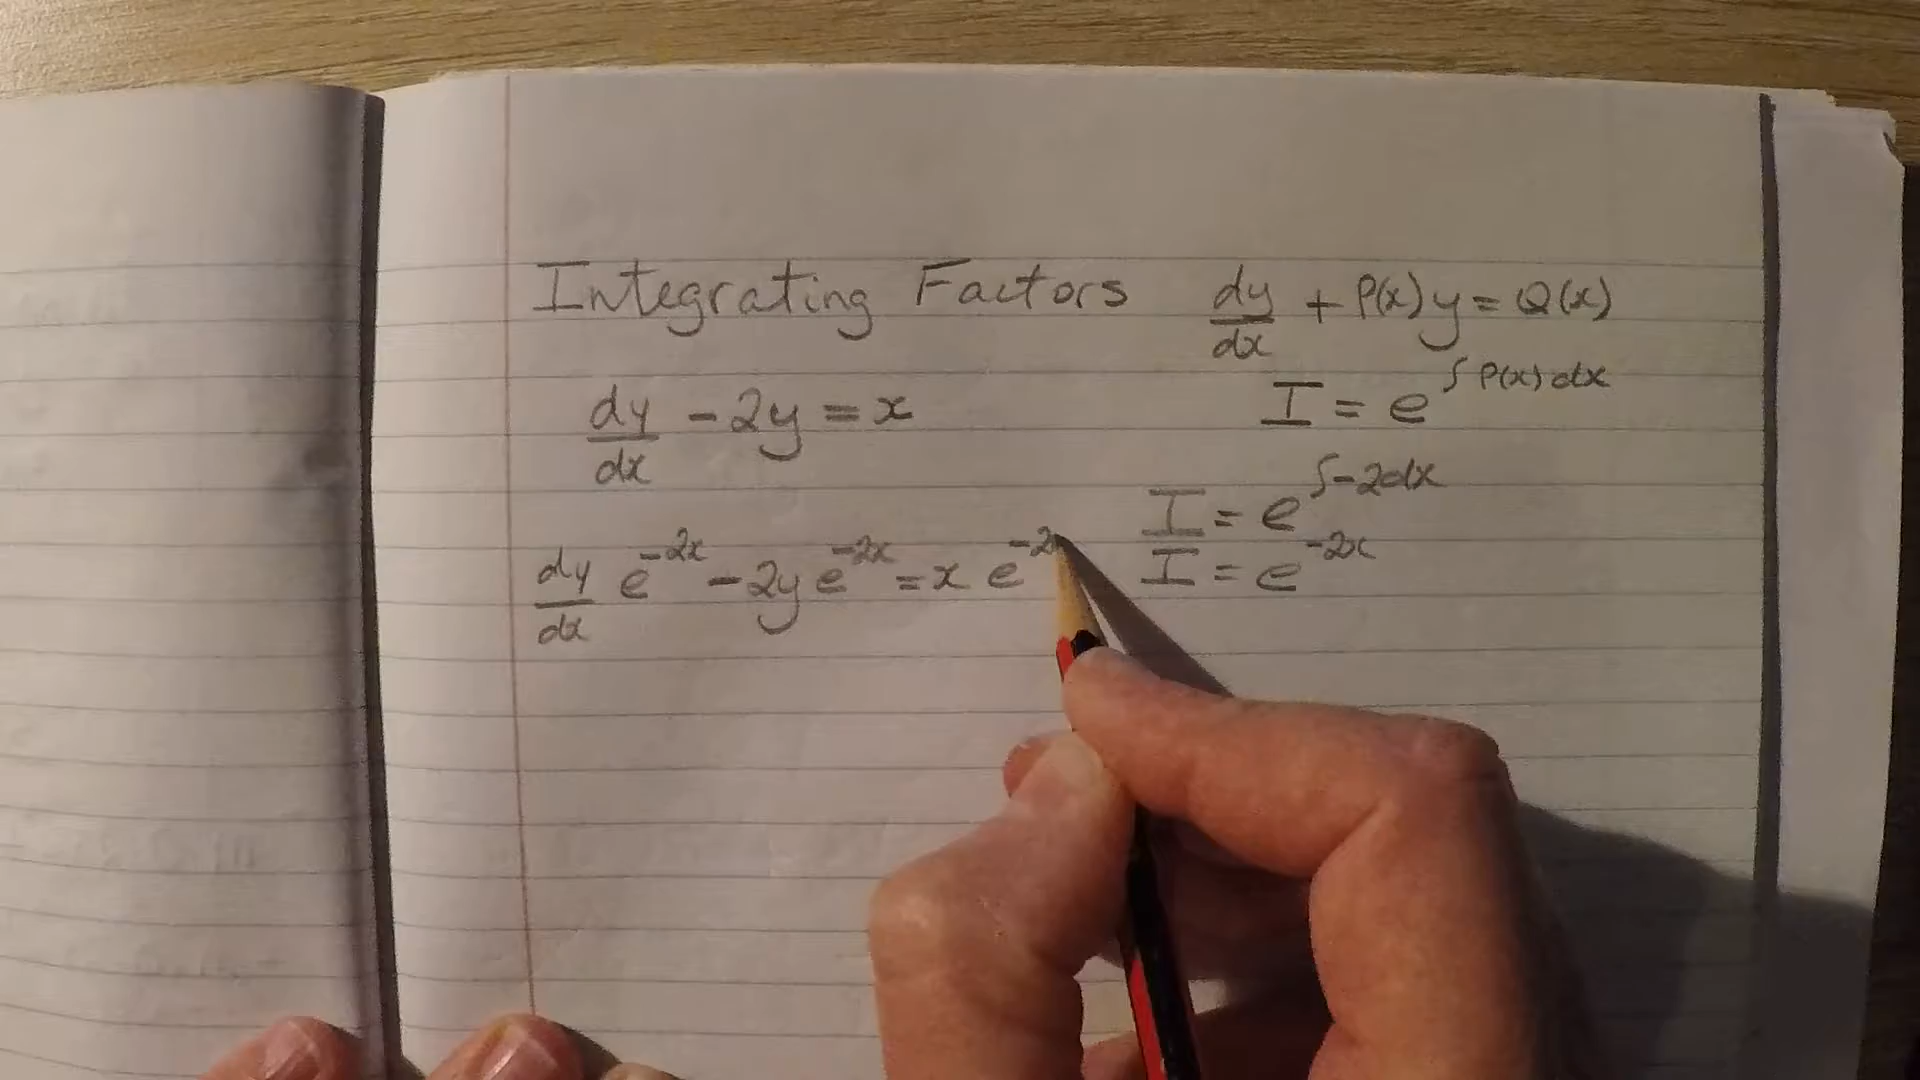 Integrating Factors dy/dx + P(x)y = Q(x)
dy/dx - 2y = x
I = e^∫P(x)dx
I = e^∫-2dx
dy/dx e^-2x - 2y e^-2x = x e^-2
I = e^-2x